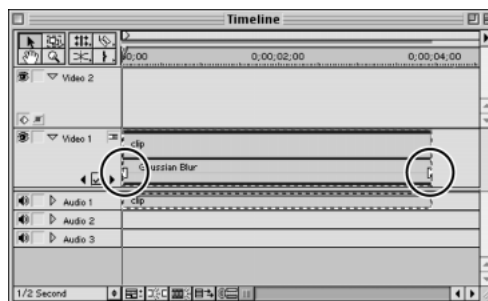 Timeline
0;00 0;00;02;00 0;00;04;00
Video 2
Video 1
clip
Gaussian Blur
Audio 1 clip
Audio 2
Audio 3
1/2 Second